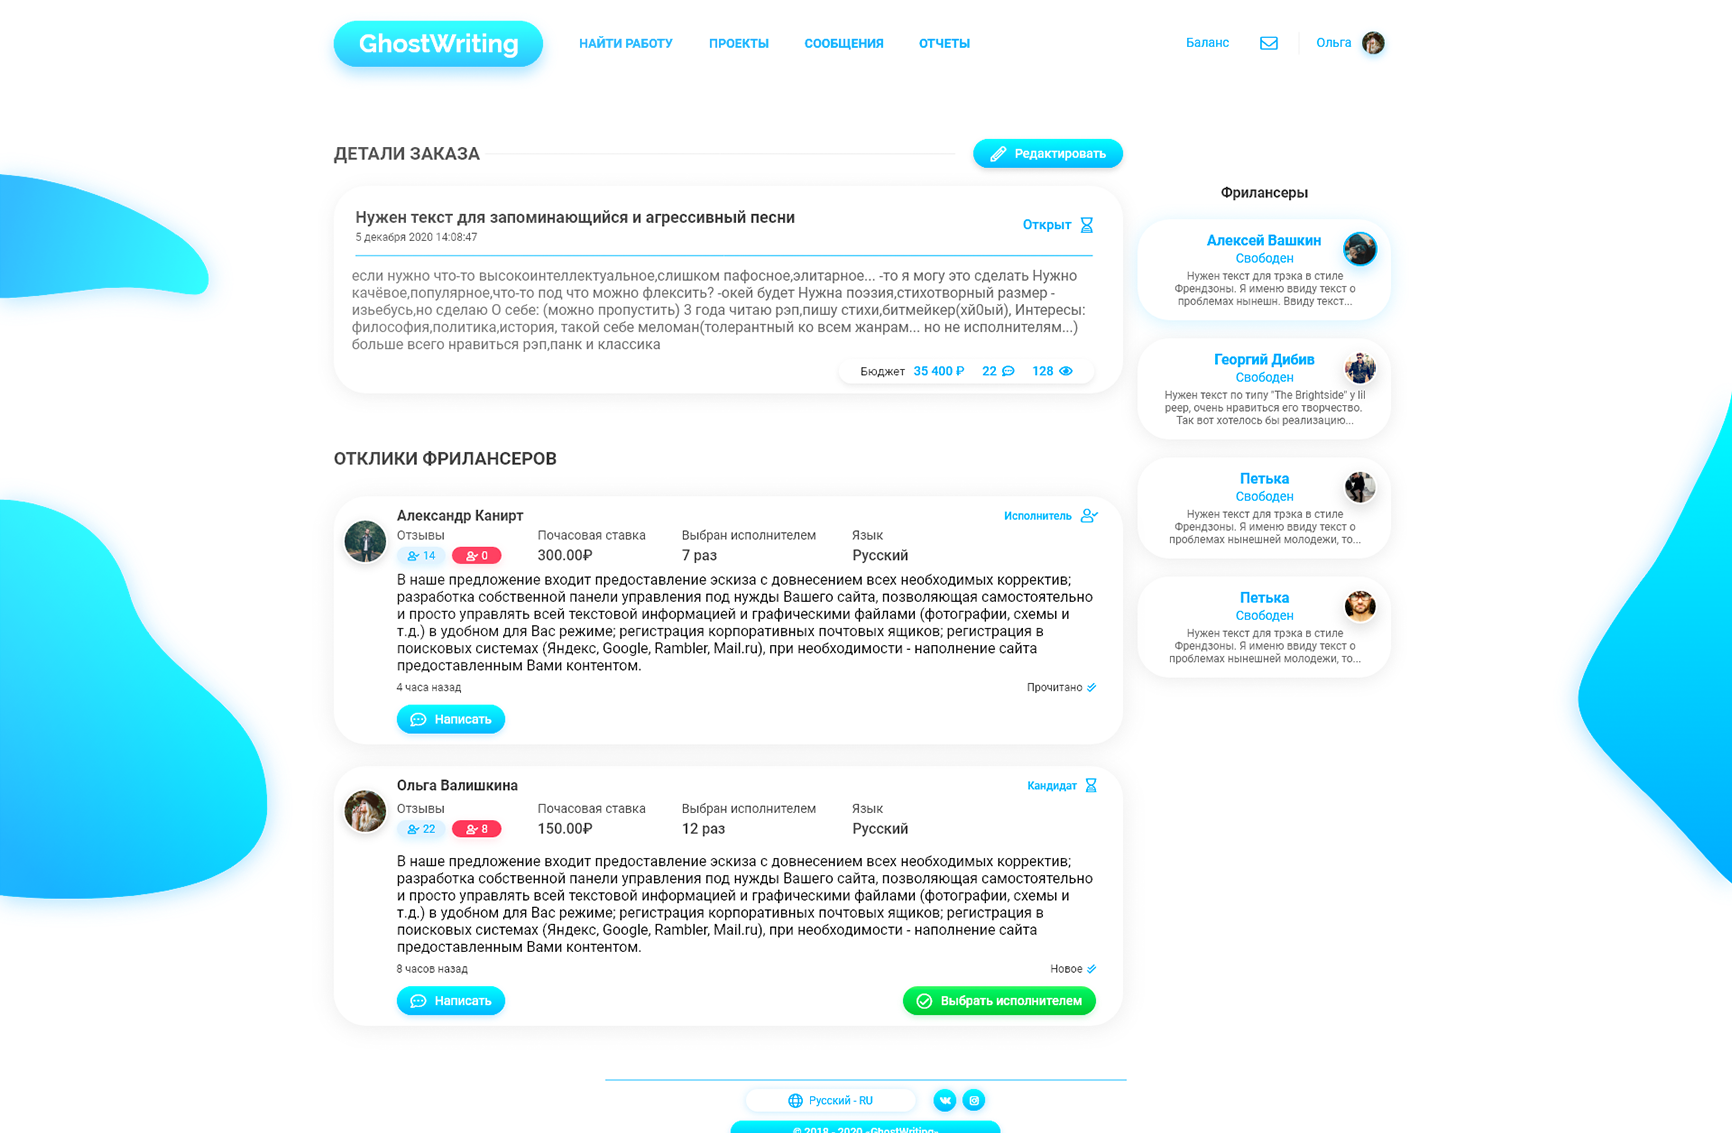 GhostWriting
НАЙТИ РАБОТУ ПРОЕКТЫ СООБЩЕНИЯ ОТЧЕТЫ
Баланс Ольга
ДЕТАЛИ ЗАКАЗА
Редактировать
Нужен текст для запоминающийся и агрессивный песни
5 декабря 2020 14:08:47
Открыт
если нужно что-то высокоинтеллектуальное,слишком пафосное,элитарное... -то я могу это сделать Нужно
качёвое,популярное,что-то под что можно флексить? -окей будет Нужна поэзия,стихотворный размер -
изьебусь,но сделаю О себе: (можно пропустить) 3 года читаю рэп,пишу стихи,битмейкер(хй0ый), Интересы:
философия,политика,история, такой себе меломан(толерантный ко всем жанрам... но не исполнителям...)
больше всего нравиться рэп,панк и классика
Бюджет 35 400 ₽ 22 128
ОТКЛИКИ ФРИЛАНСЕРОВ
Александр Канирт
Исполнитель
Отзывы Почасовая ставка Выбран исполнителем Язык
14 0 300.00₽ 7 раз Русский
В наше предложение входит предоставление эскиза с довнесением всех необходимых корректив;
разработка собственной панели управления под нужды Вашего сайта, позволяющая самостоятельно
и просто управлять всей текстовой информацией и графическими файлами (фотографии, схемы и
т.д.) в удобном для Вас режиме; регистрация корпоративных почтовых ящиков; регистрация в
поисковых системах (Яндекс, Google, Rambler, Mail.ru), при необходимости - наполнение сайта
предоставленным Вами контентом.
4 часа назад
Прочитано
Написать
Ольга Валишкина
Кандидат
Отзывы Почасовая ставка Выбран исполнителем Язык
22 8 150.00₽ 12 раз Русский
В наше предложение входит предоставление эскиза с довнесением всех необходимых корректив;
разработка собственной панели управления под нужды Вашего сайта, позволяющая самостоятельно
и просто управлять всей текстовой информацией и графическими файлами (фотографии, схемы и
т.д.) в удобном для Вас режиме; регистрация корпоративных почтовых ящиков; регистрация в
поисковых системах (Яндекс, Google, Rambler, Mail.ru), при необходимости - наполнение сайта
предоставленным Вами контентом.
8 часов назад
Новое
Написать
Выбрать исполнителем
Фрилансеры
Алексей Вашкин
Свободен
Нужен текст для трэка в стиле
Френдзоны. Я именю ввиду текст о
проблемах нынешн. Ввиду текст...
Георгий Дибив
Свободен
Нужен текст по типу "The Brightside" у lil
peep, очень нравиться его творчество.
Так вот хотелось бы реализацию...
Петька
Свободен
Нужен текст для трэка в стиле
Френдзоны. Я именю ввиду текст о
проблемах нынешней молодежи, то...
Петька
Свободен
Нужен текст для трэка в стиле
Френдзоны. Я именю ввиду текст о
проблемах нынешней молодежи, то...
Русский - RU
© 2018 - 2020 «GhostWriting»